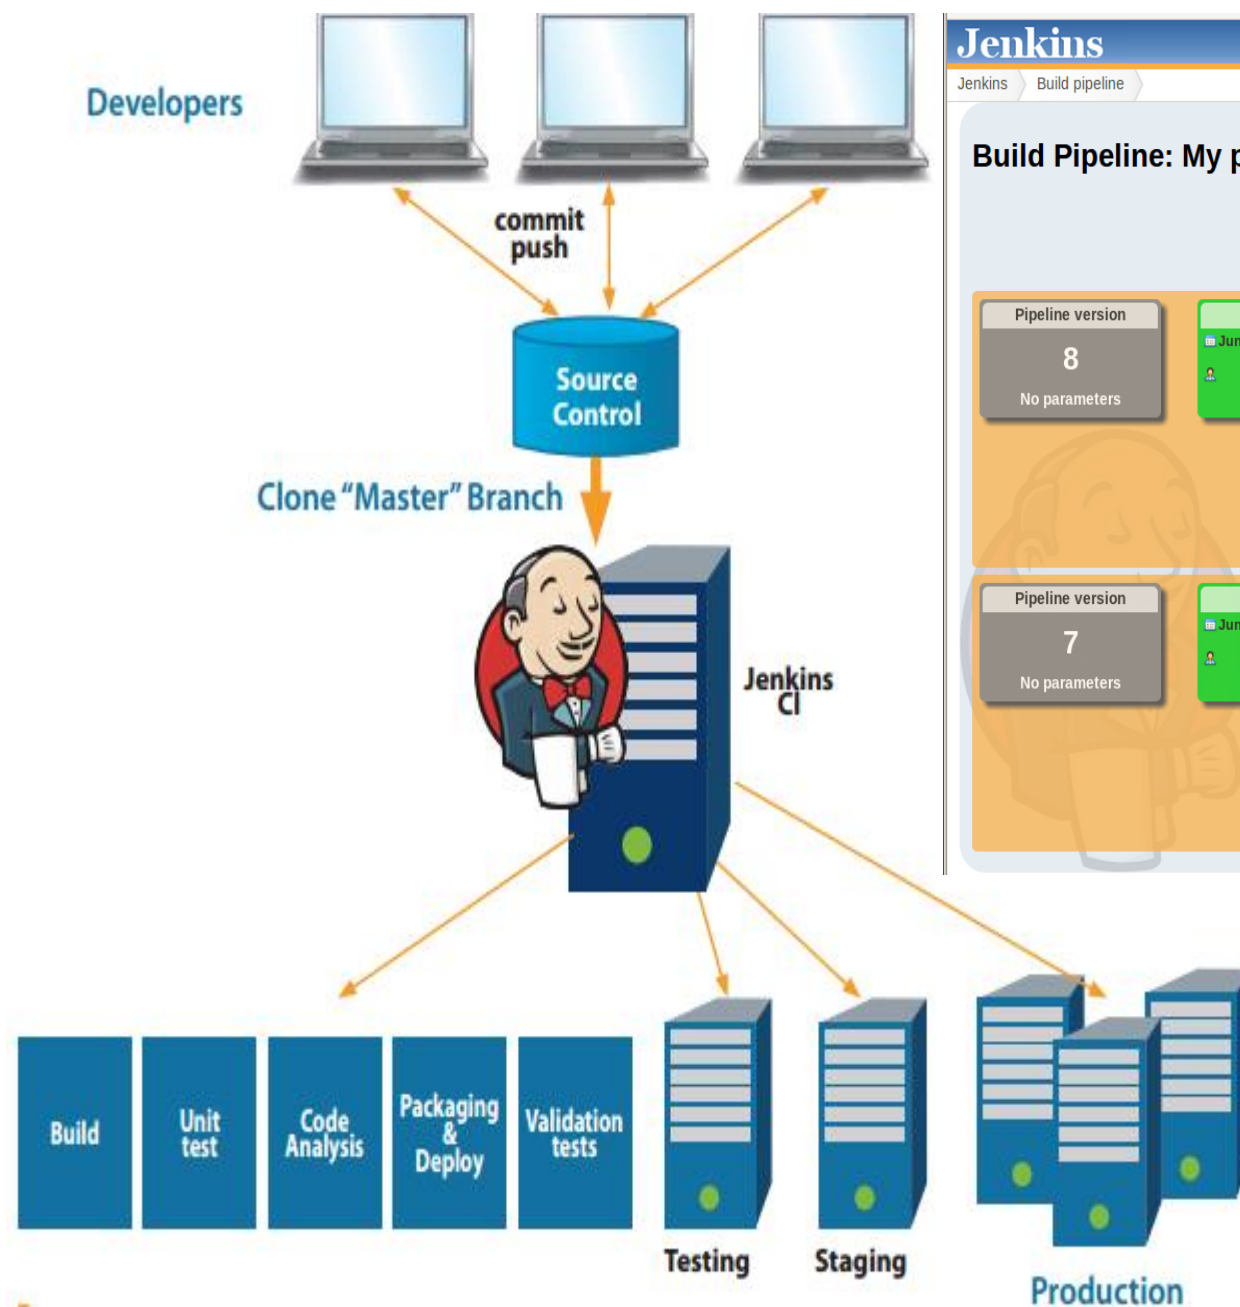 Developers
commit
push
Source
Control
Clone “Master” Branch
Jenkins
CI
Build
Unit
test
Code
Analysis
Packaging
&
Deploy
Validation
tests
Testing
Staging
Production
Jenkins
Jenkins Build pipeline
Build Pipeline: My
Pipeline version
8
No parameters
Jun
Pipeline version
7
No parameters
Jun